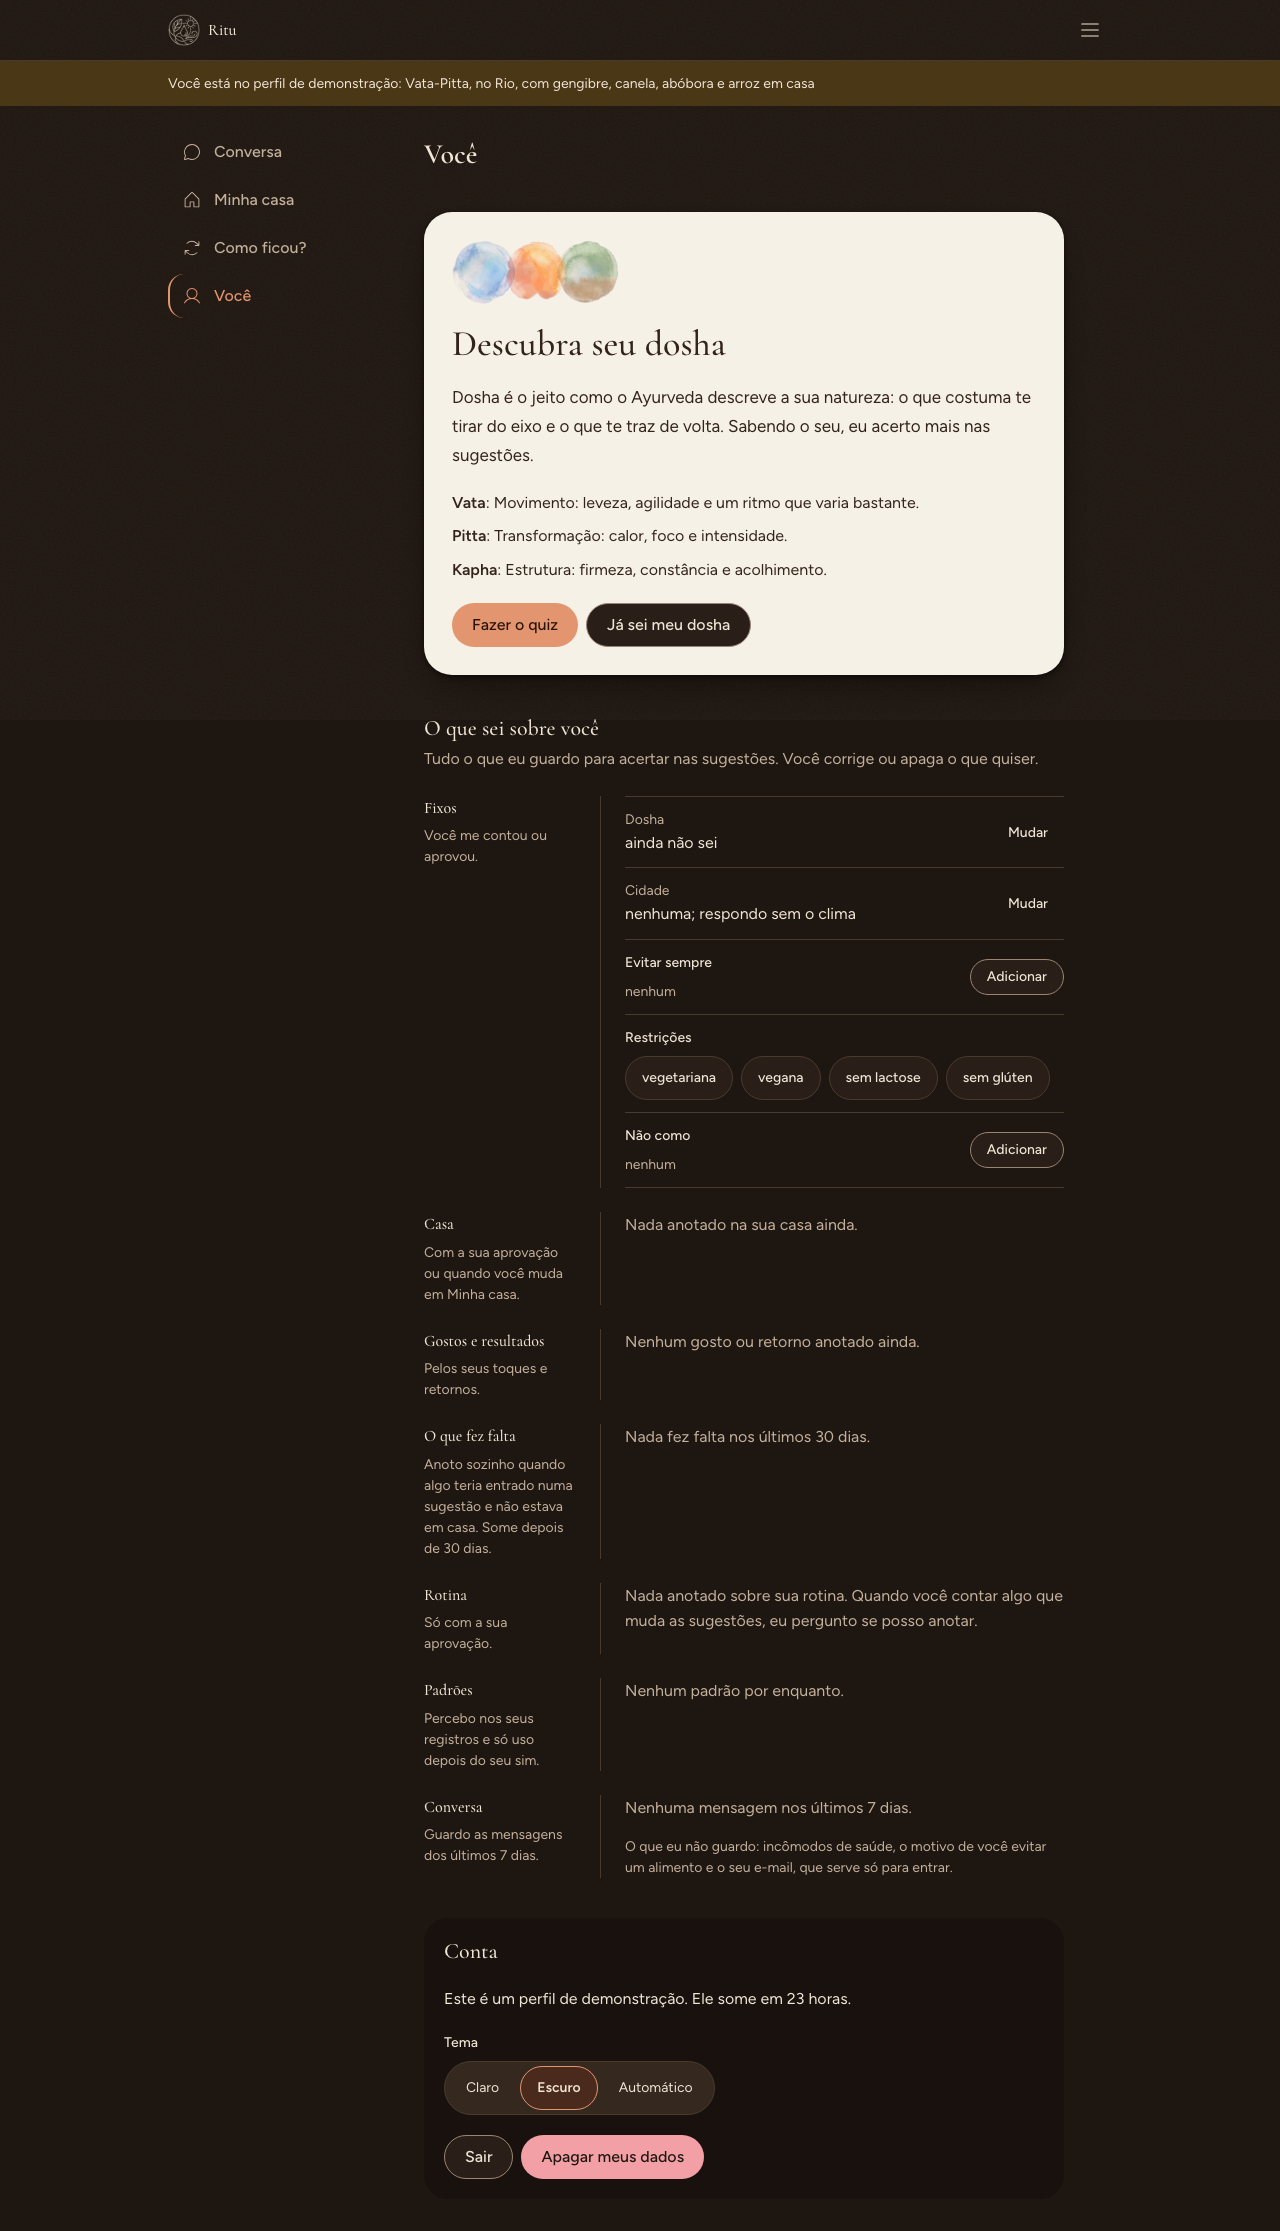 Ritu
Você está no perfil de demonstração: Vata-Pitta, no Rio, com gengibre, canela, abóbora e arroz em casa
Conversa
Minha casa
Como ficou?
Você
Você
Descubra seu dosha
Dosha é o jeito como o Ayurveda descreve a sua natureza: o que costuma te
tirar do eixo e o que te traz de volta. Sabendo o seu, eu acerto mais nas
sugestões.
Vata: Movimento: leveza, agilidade e um ritmo que varia bastante.
Pitta: Transformação: calor, foco e intensidade.
Kapha: Estrutura: firmeza, constância e acolhimento.
Fazer o quiz
Já sei meu dosha
O que sei sobre você
Tudo o que eu guardo para acertar nas sugestões. Você corrige ou apaga o que quiser.
Fixos
Você me contou ou
aprovou.
Dosha
ainda não sei
Mudar
Cidade
nenhuma; respondo sem o clima
Mudar
Evitar sempre
nenhum
Adicionar
Restrições
vegetariana
vegana
sem lactose
sem glúten
Não como
nenhum
Adicionar
Casa
Com a sua aprovação
ou quando você muda
em Minha casa.
Nada anotado na sua casa ainda.
Gostos e resultados
Pelos seus toques e
retornos.
Nenhum gosto ou retorno anotado ainda.
O que fez falta
Anoto sozinho quando
algo teria entrado numa
sugestão e não estava
em casa. Some depois
de 30 dias.
Nada fez falta nos últimos 30 dias.
Rotina
Só com a sua
aprovação.
Nada anotado sobre sua rotina. Quando você contar algo que
muda as sugestões, eu pergunto se posso anotar.
Padrões
Percebo nos seus
registros e só uso
depois do seu sim.
Nenhum padrão por enquanto.
Conversa
Guardo as mensagens
dos últimos 7 dias.
Nenhuma mensagem nos últimos 7 dias.
O que eu não guardo: incômodos de saúde, o motivo de você evitar
um alimento e o seu e-mail, que serve só para entrar.
Conta
Este é um perfil de demonstração. Ele some em 23 horas.
Tema
Claro
Escuro
Automático
Sair
Apagar meus dados